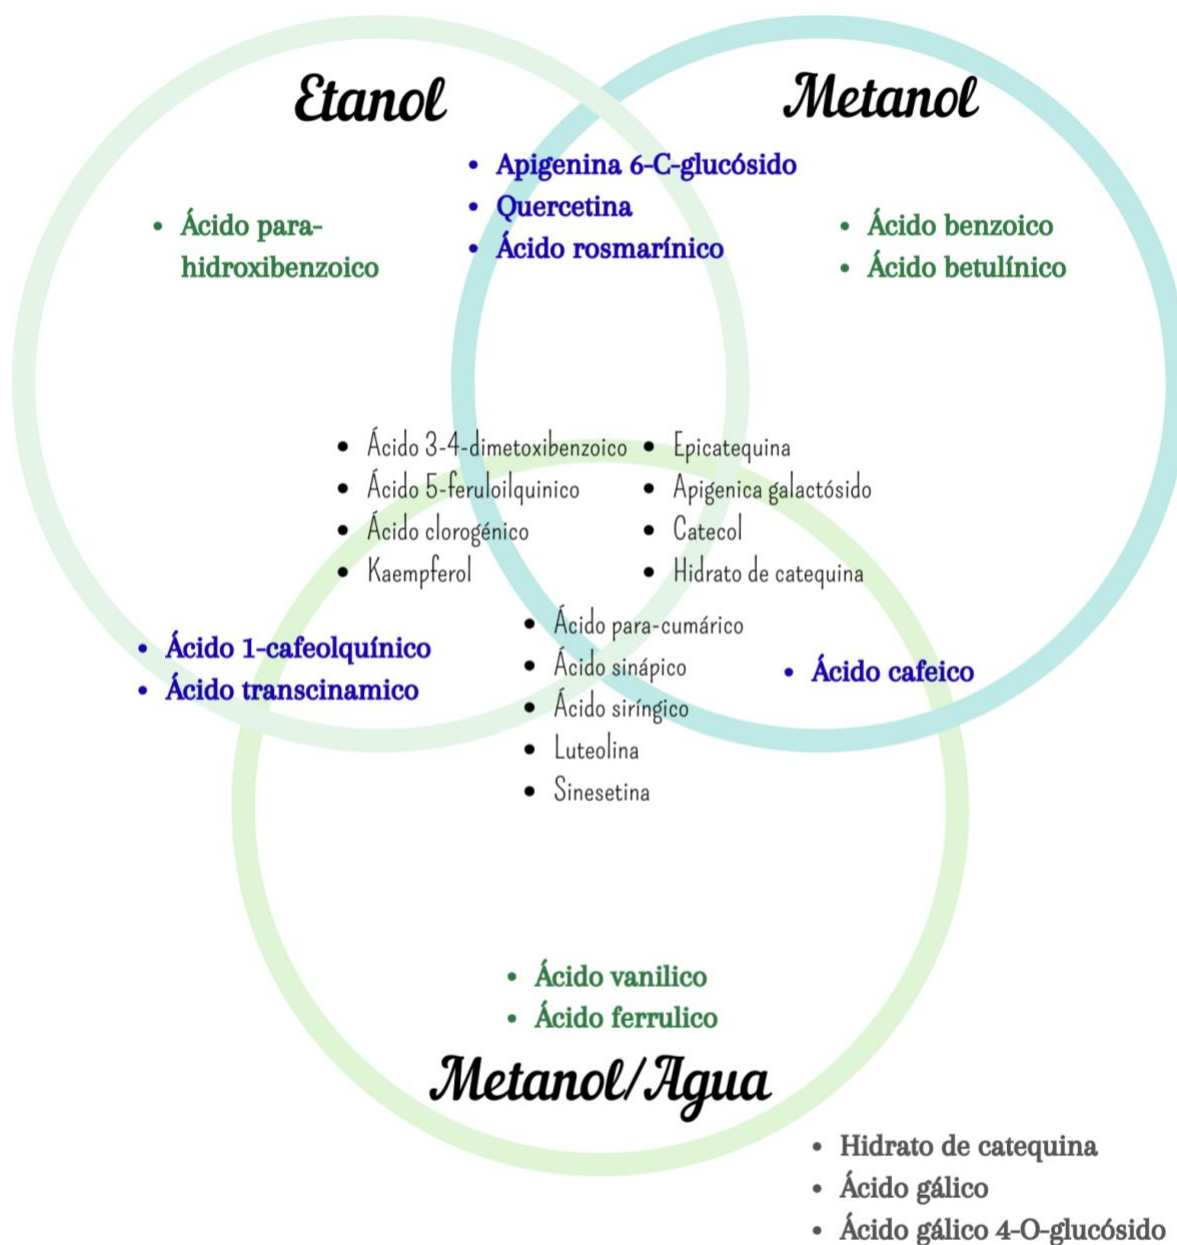 Etanol
Metanol
• Apigenina 6-C-glucósido
• Quercetina
• Ácido rosmarínico
• Ácido para-
hidroxibenzoico
• Ácido benzoico
• Ácido betulínico
• Ácido 3-4-dimetoxibenzoico
• Ácido 5-feruloilquinico
• Ácido clorogénico
• Kaempferol
• Epicatequina
• Apigenica galactósido
• Catecol
• Hidrato de catequina
• Ácido para-cumárico
• Ácido sinápico
• Ácido siríngico
• Luteolina
• Sinesetina
• Ácido 1-cafeolquínico
• Ácido transcinamico
• Ácido cafeico
• Ácido vanilico
• Ácido ferrulico
Metanol/Agua
• Hidrato de catequina
• Ácido gálico
• Ácido gálico 4-O-glucósido